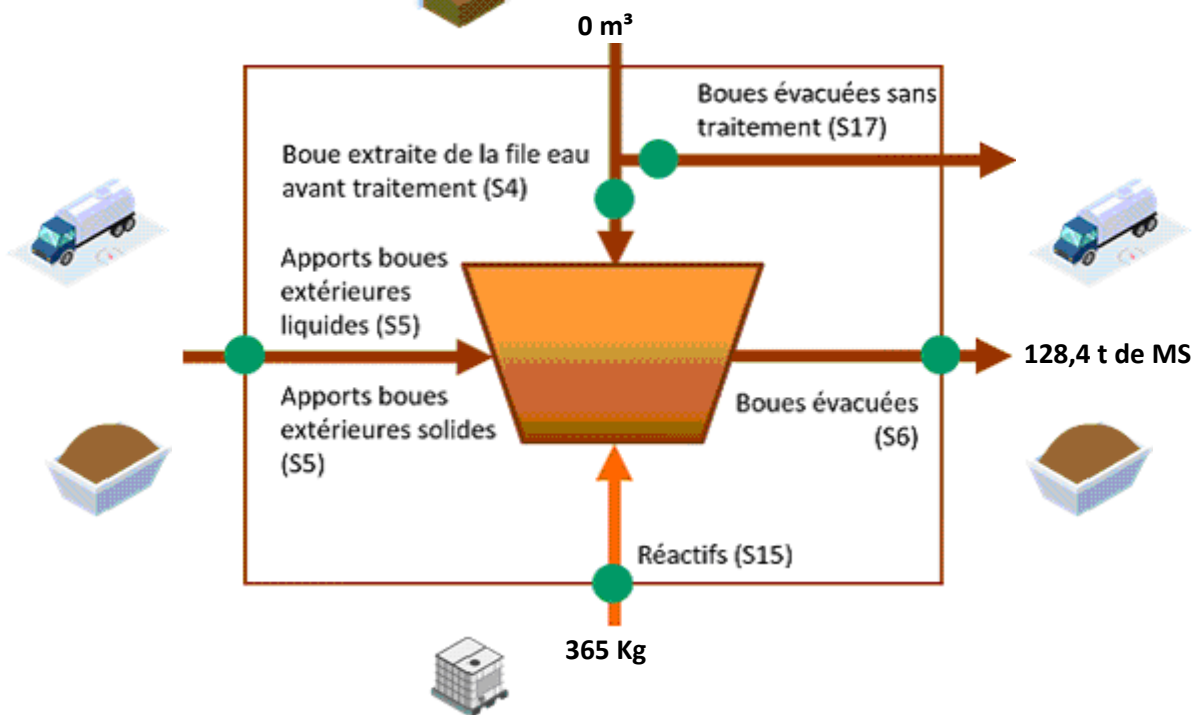 0 m³
Boues évacuées sans
traitement (S17)
Boue extraite de la file eau
avant traitement (S4)
Apports boues
extérieures
liquides (S5)
128,4 t de MS
Apports boues
extérieures solides
(S5)
Boues évacuées
(S6)
Réactifs (S15)
365 Kg